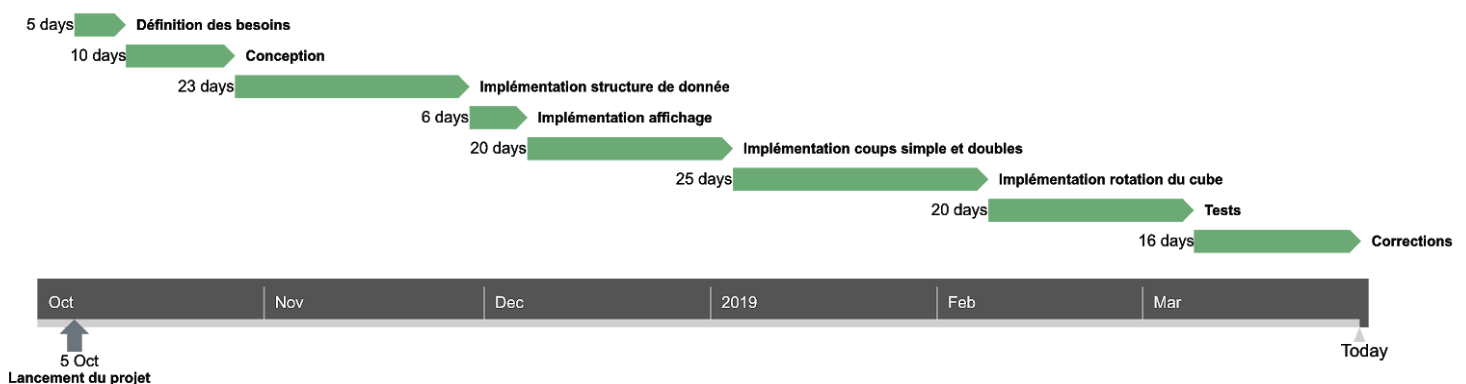 5 days Définition des besoins
10 days Conception
23 days Implémentation structure de donnée
6 days Implémentation affichage
20 days Implémentation coups simple et doubles
25 days Implémentation rotation du cube
20 days Tests
16 days Corrections
Oct Nov Dec 2019 Feb Mar
5 Oct Today
Lancement du projet